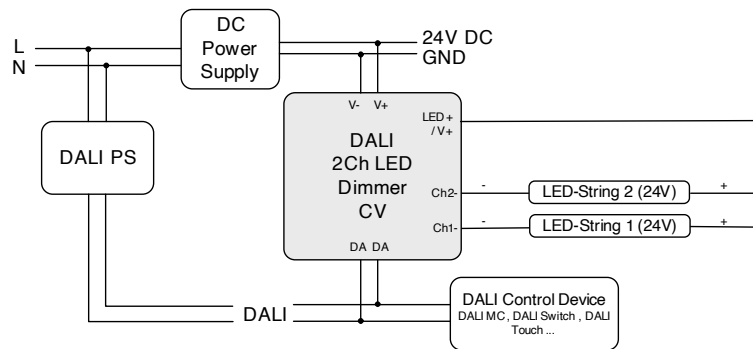 L
N
DC
Power
Supply
24V DC
GND
V- V+
LED +
/ V+
DALI PS
DALI
2Ch LED
Dimmer
CV
Ch2-
- LED-String 2 (24V) +
Ch1-
- LED-String 1 (24V) +
DA DA
DALI
DALI Control Device
DALI MC , DALI Switch , DALI
Touch ...